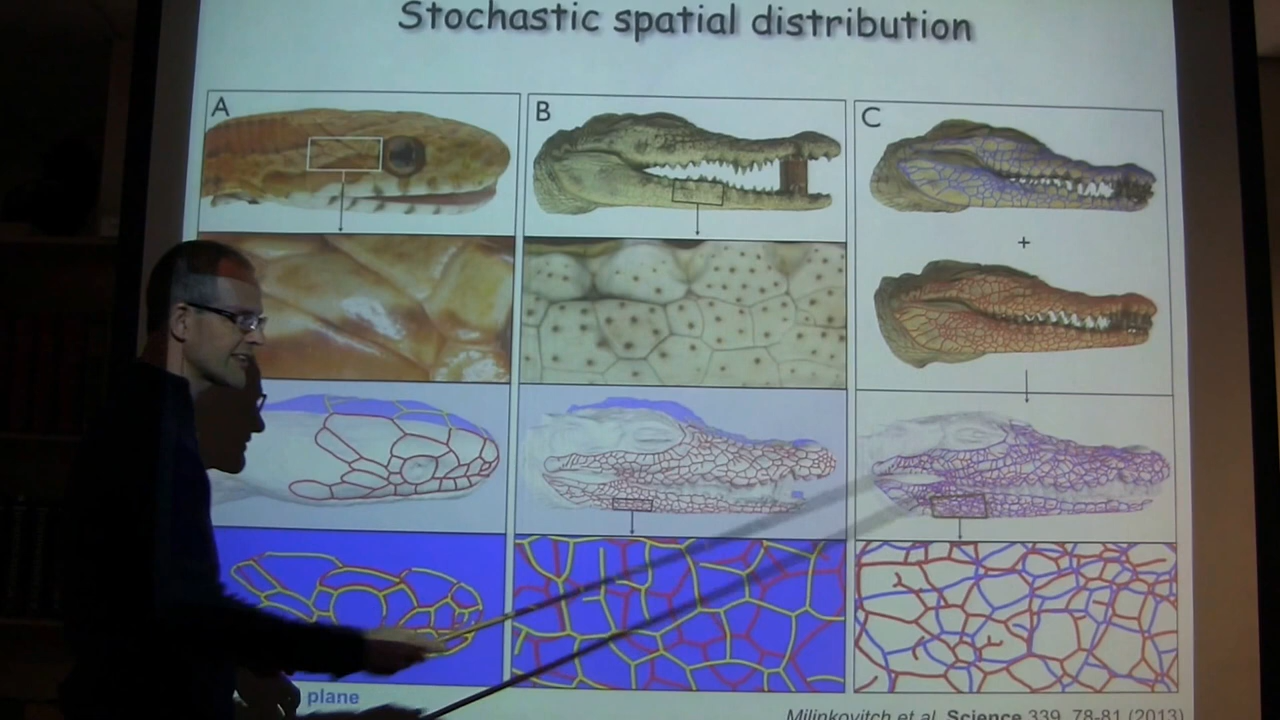 Stochastic spatial distribution
A
B
C
+
plane
Milinkovitch et al. Science 339, 78-81 (2013)